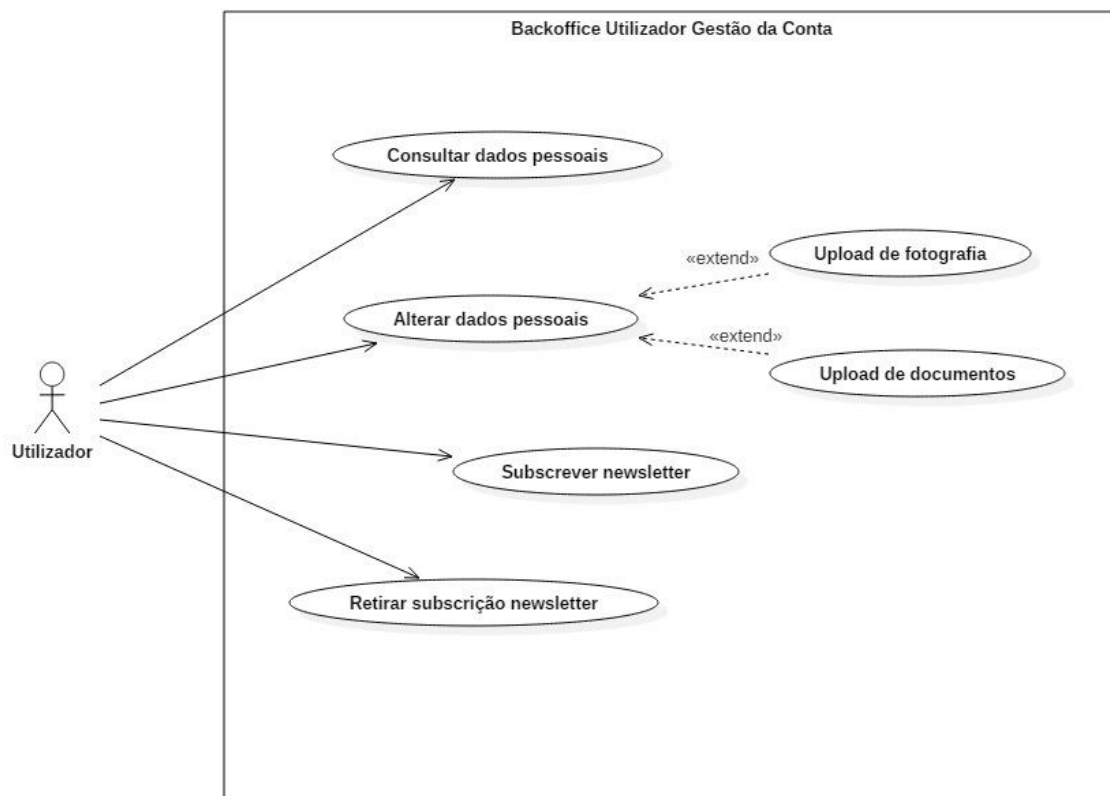 Backoffice Utilizador Gestão da Conta
Consultar dados pessoais
Upload de fotografia
«extend»
Alterar dados pessoais
«extend»
Upload de documentos
Utilizador
Subscrever newsletter
Retirar subscrição newsletter